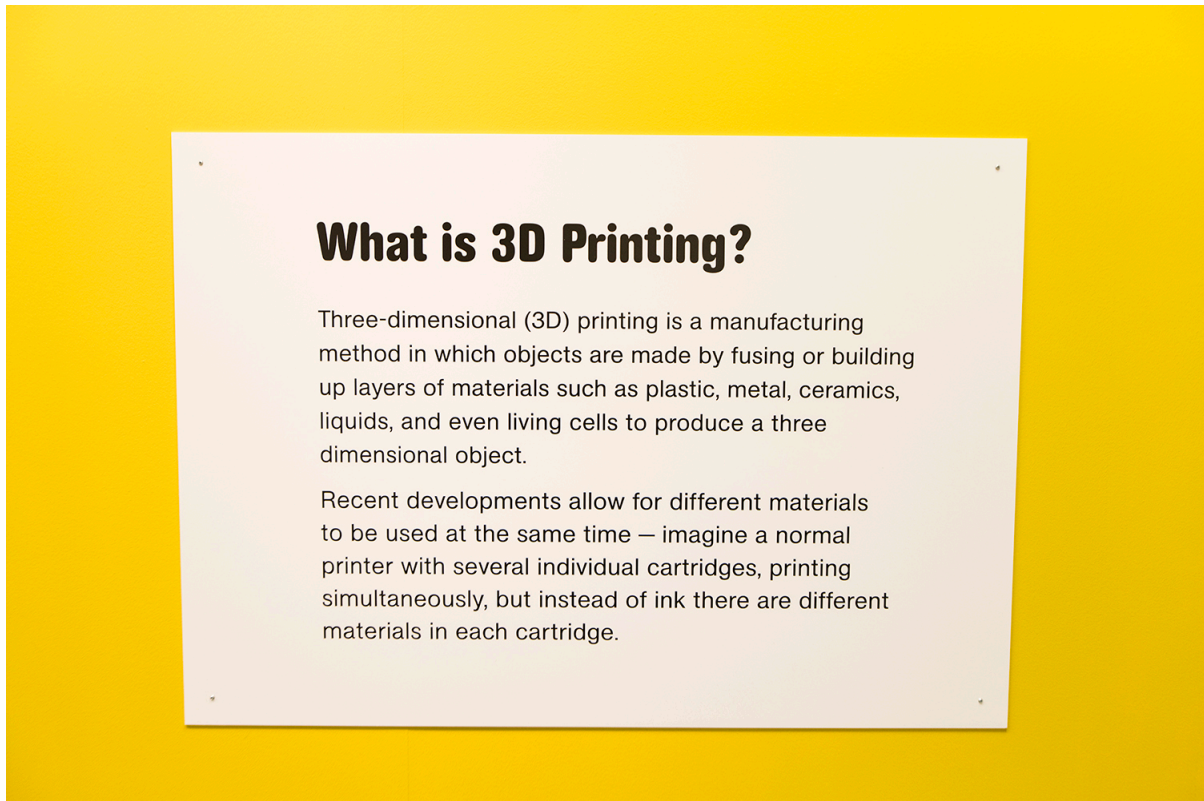 What is 3D Printing?
Three-dimensional (3D) printing is a manufacturing
method in which objects are made by fusing or building
up layers of materials such as plastic, metal, ceramics,
liquids, and even living cells to produce a three
dimensional object.
Recent developments allow for different materials
to be used at the same time — imagine a normal
printer with several individual cartridges, printing
simultaneously, but instead of ink there are different
materials in each cartridge.